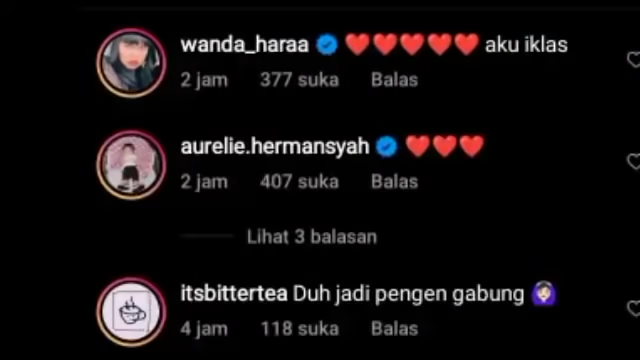 wanda_haraa ❤️❤️❤️❤️❤️ aku iklas
2 jam 377 suka Balas
aurelie.hermansyah ❤️❤️❤️
2 jam 407 suka Balas
Lihat 3 balasan
itsbittertea Duh jadi pengen gabung 🙆🏻‍♀️
4 jam 118 suka Balas